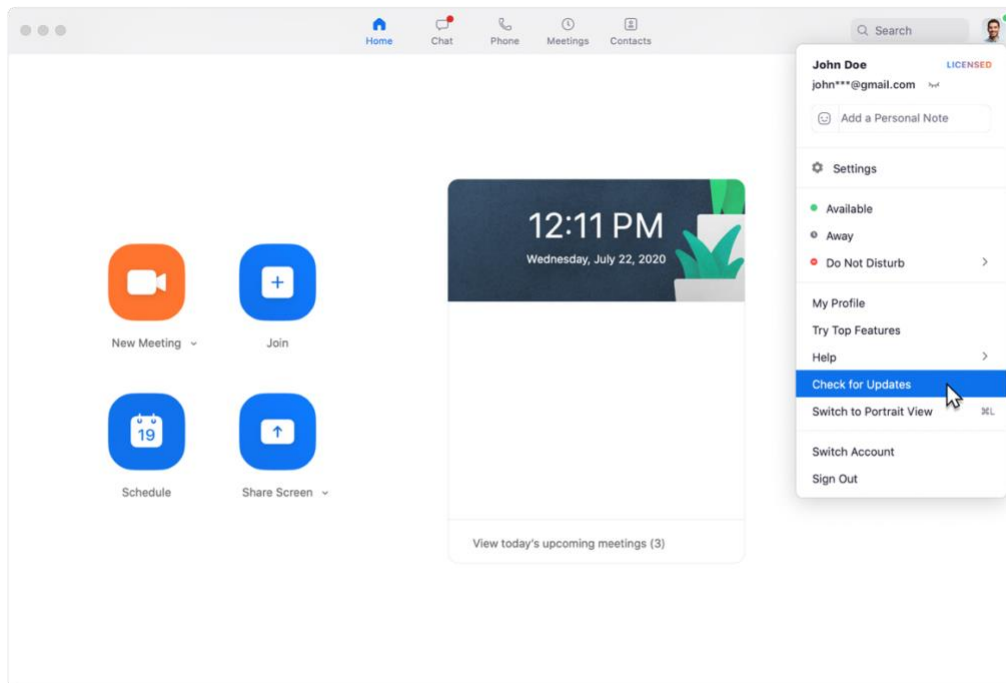 Home
Chat
Phone
Meetings
Contacts
Search
John Doe
LICENSED
john***@gmail.com
Add a Personal Note
Settings
Available
Away
Do Not Disturb
My Profile
Try Top Features
Help
Check for Updates
Switch to Portrait View ⌘L
Switch Account
Sign Out
12:11 PM
Wednesday, July 22, 2020
New Meeting
Join
19
Schedule
Share Screen
View today's upcoming meetings (3)